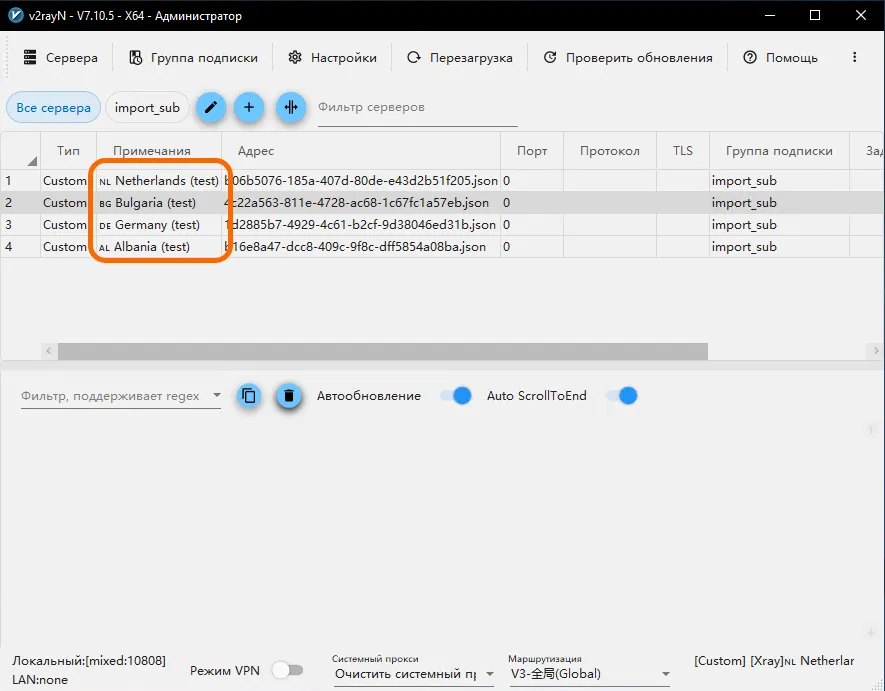 v2rayN - V7.10.5 - X64 - Администратор
Сервера Группа подписки Настройки Перезагрузка Проверить обновления Помощь
Все сервера import_sub Фильтр серверов
Тип Примечания Адрес Порт Протокол TLS Группа подписки
1 Custom NL Netherlands (test) b06b5076-185a-407d-80de-e43d2b51f205.json 0 import_sub
2 Custom BG Bulgaria (test) 4c22a563-811e-4728-ac68-1c67fc1a57eb.json 0 import_sub
3 Custom DE Germany (test) 1d2885b7-4929-4c61-b2cf-9d38046ed31b.json 0 import_sub
4 Custom AL Albania (test) b16e8a47-dcc8-409c-9f8c-dff5854a08ba.json 0 import_sub
Фильтр, поддерживает regex Автообновление Auto ScrollToEnd
Локальный:[mixed:10808]
LAN:none
Режим VPN
Системный прокси
Очистить системный
Маршрутизация
V3-全局(Global)
[Custom] [Xray]NL Netherlar